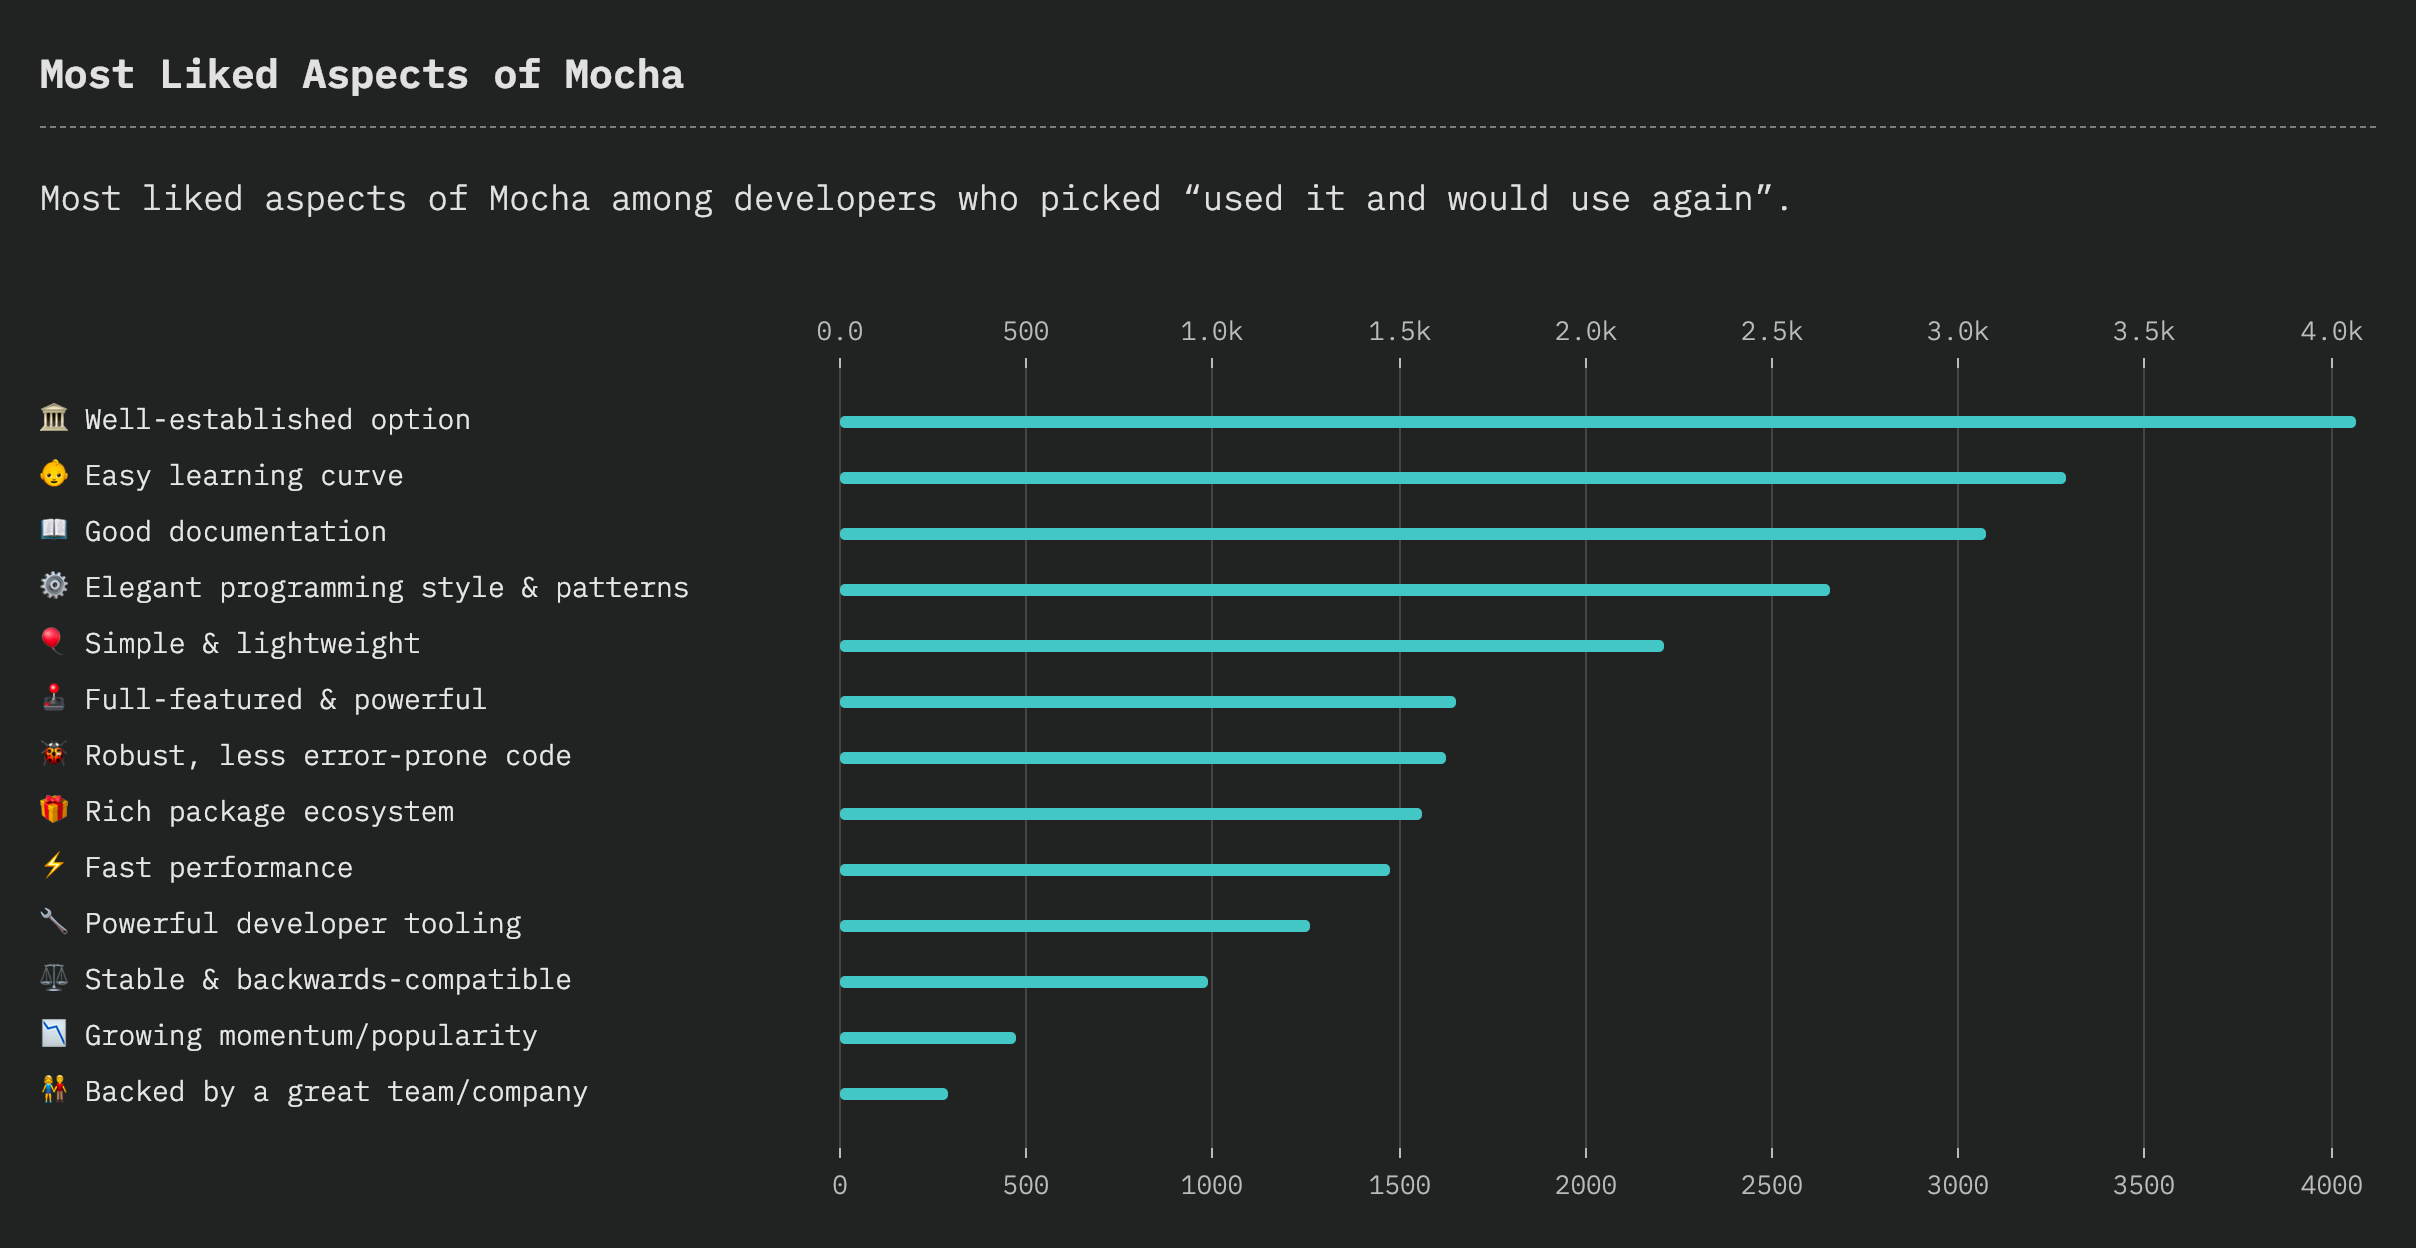 Most Liked Aspects of Mocha
Most liked aspects of Mocha among developers who picked “used it and would use again”.
0.0 500 1.0k 1.5k 2.0k 2.5k 3.0k 3.5k 4.0k
Well-established option
Easy learning curve
Good documentation
Elegant programming style & patterns
Simple & lightweight
Full-featured & powerful
Robust, less error-prone code
Rich package ecosystem
Fast performance
Powerful developer tooling
Stable & backwards-compatible
Growing momentum/popularity
Backed by a great team/company
0 500 1000 1500 2000 2500 3000 3500 4000